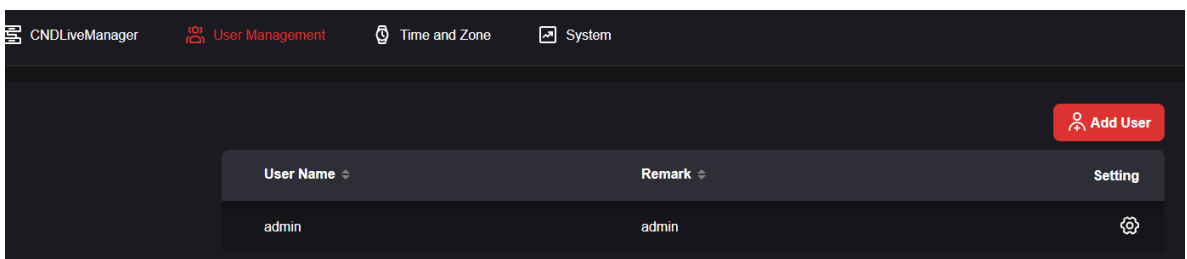 CNDLiveManager User Management Time and Zone System
Add User
User Name Remark Setting
admin admin